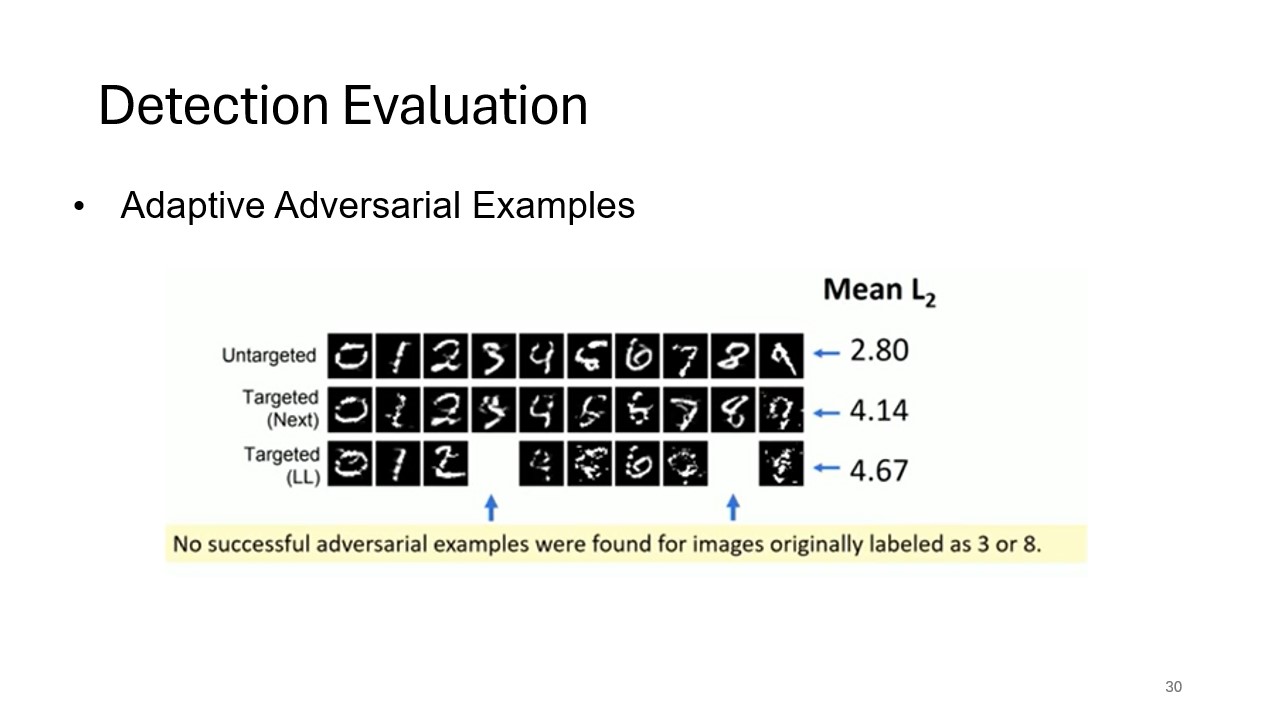 Detection Evaluation
• Adaptive Adversarial Examples
Mean L₂
Untargeted
2.80
Targeted
(Next)
4.14
Targeted
(LL)
4.67
No successful adversarial examples were found for images originally labeled as 3 or 8.
30